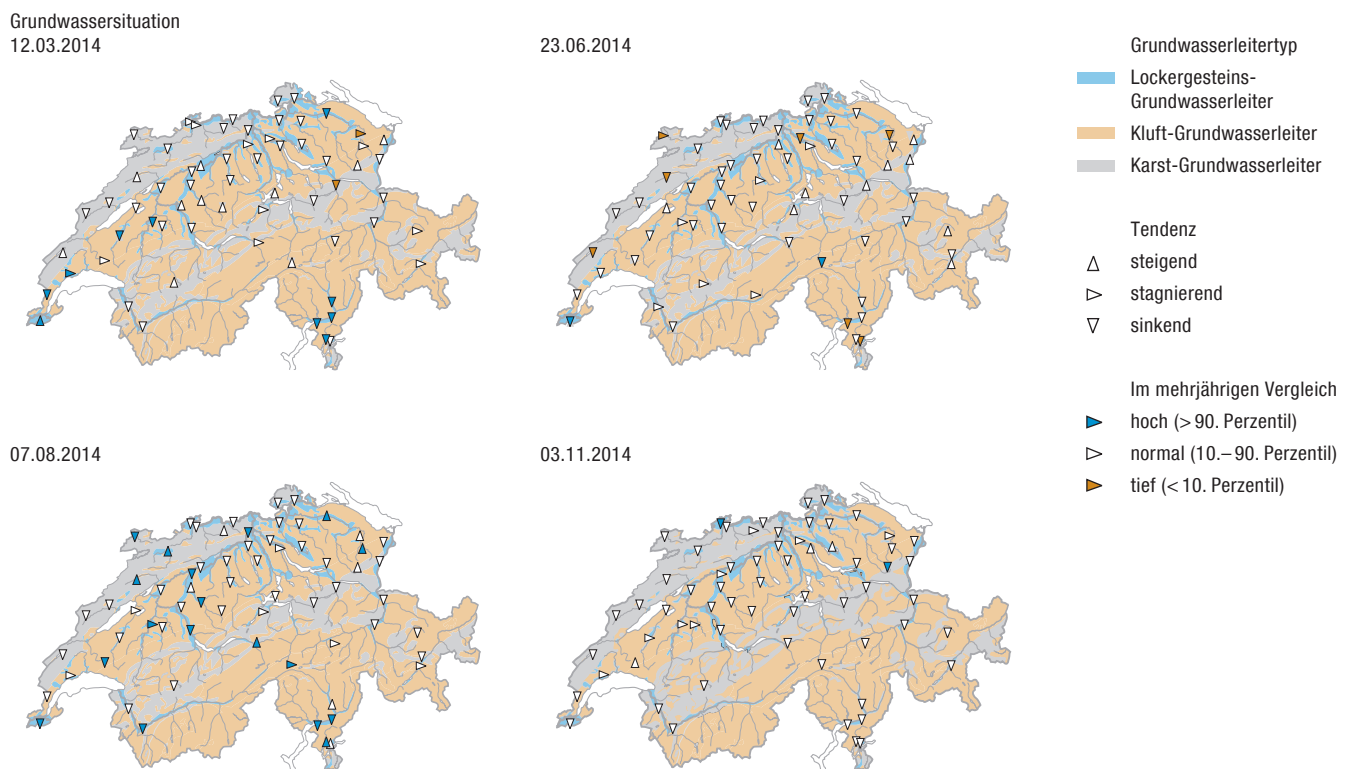 Grundwassersituation
12.03.2014
23.06.2014
07.08.2014
03.11.2014
Grundwasserleitertyp
Lockergesteins-
Grundwasserleiter
Kluft-Grundwasserleiter
Karst-Grundwasserleiter
Tendenz
steigend
stagnierend
sinkend
Im mehrjährigen Vergleich
hoch (> 90. Perzentil)
normal (10.– 90. Perzentil)
tief (< 10. Perzentil)